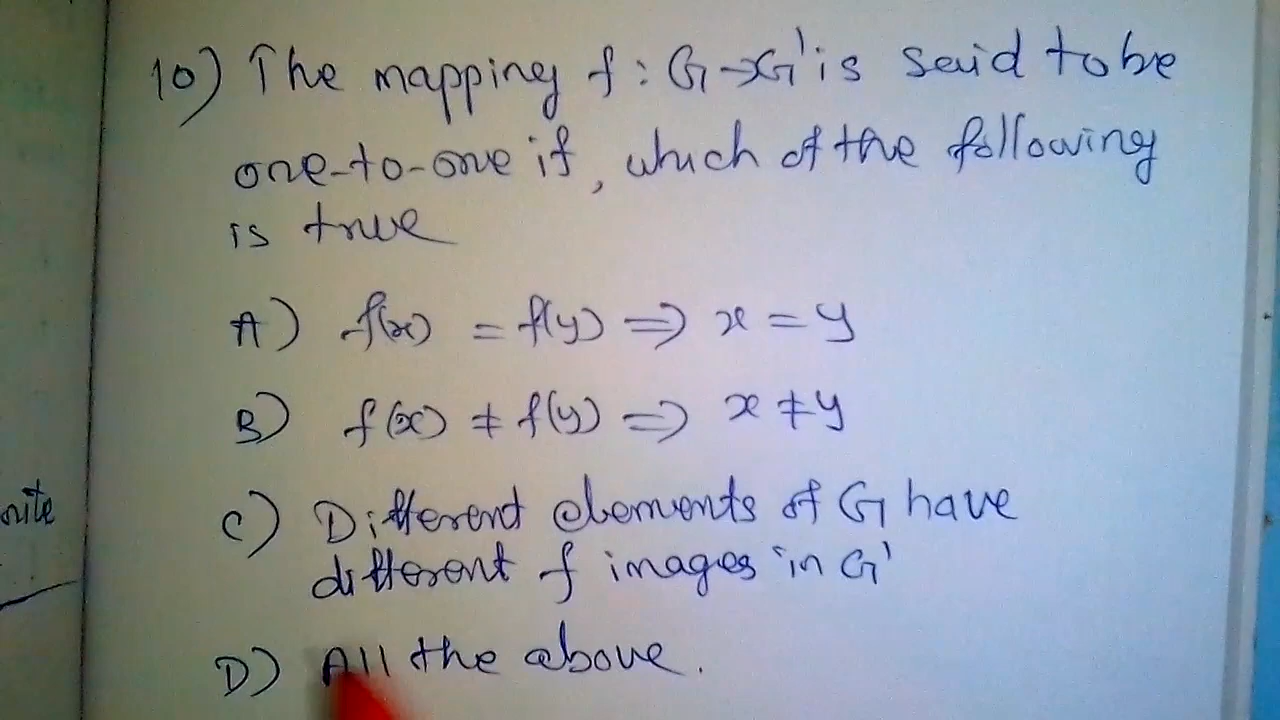 10) The mapping f : G → G' is said to be
one-to-one if, which of the following
is true
A) f(x) = f(y) ⇒ x = y
B) f(x) ≠ f(y) ⇒ x ≠ y
C) Different elements of G have
different f images in G'
D) All the above.
nite